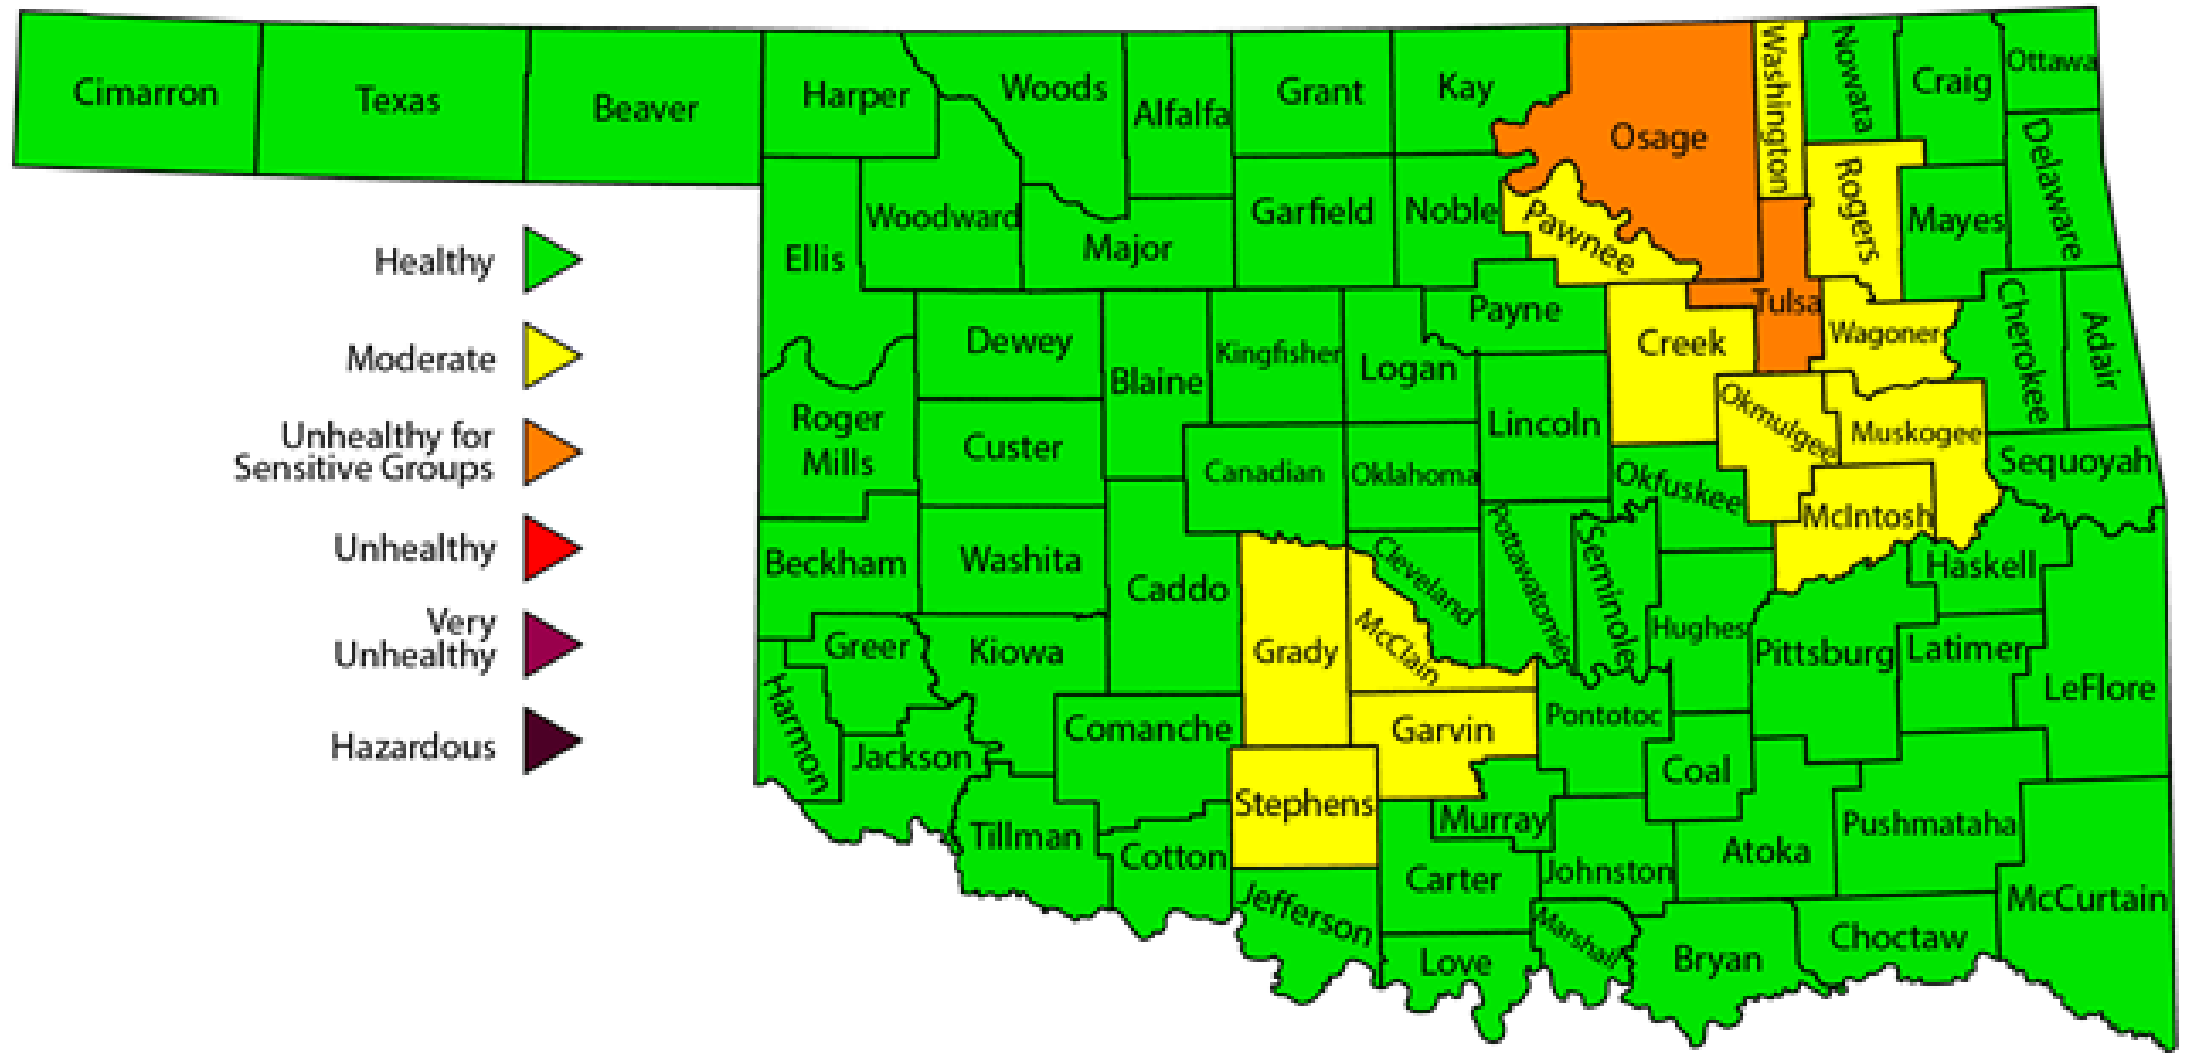 Cimarron
Texas
Beaver
Harper
Woods
Alfalfa
Grant
Kay
Osage
Washington
Nowata
Craig
Ottawa
Delaware
Ellis
Woodward
Major
Garfield
Noble
Pawnee
Rogers
Mayes
Healthy
Moderate
Unhealthy for
Sensitive Groups
Unhealthy
Very
Unhealthy
Hazardous
Dewey
Blaine
Kingfisher
Logan
Payne
Creek
Tulsa
Wagoner
Cherokee
Adair
Roger
Mills
Custer
Canadian
Oklahoma
Lincoln
Okfuskee
Okmulgee
Muskogee
Sequoyah
McIntosh
Beckham
Washita
Caddo
Grady
Cleveland
McClain
Pottawatomie
Seminole
Hughes
Haskell
Pittsburg
Latimer
LeFlore
Greer
Kiowa
Harmon
Jackson
Comanche
Garvin
Pontotoc
Coal
Tillman
Cotton
Stephens
Murray
Johnston
Atoka
Pushmataha
Carter
Jefferson
Love
Marshall
Bryan
Choctaw
McCurtain